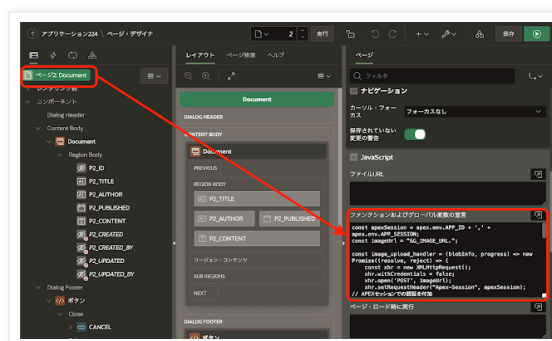 アプリケーション224 \ ページ・デザイナ
2
実行
保存
ページ2: Document
コンポーネント
Dialog Header
Content Body
Document
Region Body
P2_ID
P2_TITLE
P2_AUTHOR
P2_PUBLISHED
P2_CONTENT
P2_CREATED
P2_CREATED_BY
P2_UPDATED
P2_UPDATED_BY
Dialog Footer
ボタン
Close
CANCEL
レイアウト ページ検索 ヘルプ
Document
DIALOG HEADER
CONTENT BODY
Document
PREVIOUS
REGION BODY
P2_TITLE
P2_AUTHOR P2_PUBLISHED
P2_CONTENT
リージョン・コンテンツ
SUB REGIONS
NEXT
DIALOG FOOTER
ボタン
ページ
フィルタ
ナビゲーション
カーソル・フォー
カス
フォーカスなし
保存されていない
変更の警告
JavaScript
ファイルURL
ファンクションおよびグローバル変数の宣言
const apexSession = apex.env.APP_ID + ',' +
apex.env.APP_SESSION;
const imageUrl = "&G_IMAGE_URL.";
const image_upload_handler = (blobInfo, progress) => new
Promise((resolve, reject) => {
const xhr = new XMLHttpRequest();
xhr.withCredentials = false;
xhr.open('POST', imageUrl);
xhr.setRequestHeader("Apex-Session", apexSession);
// APEXセッションでの認証を付加
ページ・ロード時に実行